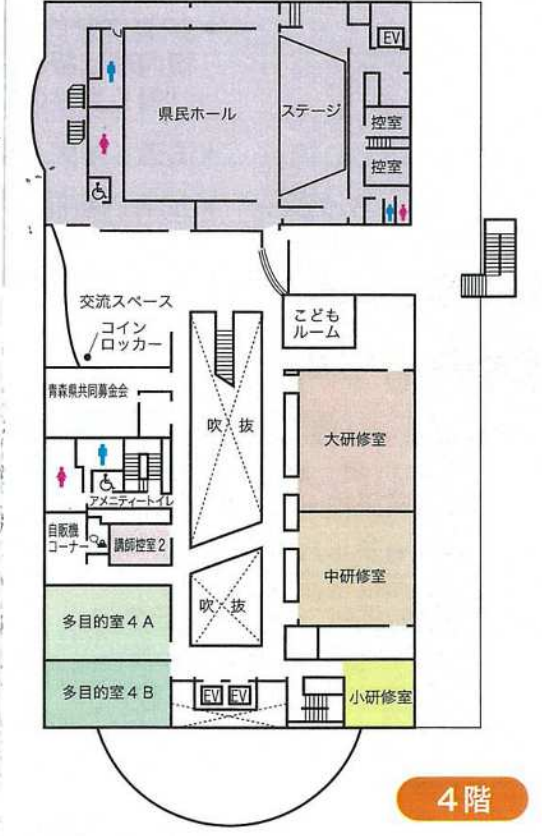 EV
県民ホール
ステージ
控室
控室
交流スペース
コイン
ロッカー
こども
ルーム
青森県共同募金会
吹 抜
大研修室
アメニティートイレ
自販機
コーナー
講師控室2
中研修室
吹 抜
多目的室4A
多目的室4B
EV
EV
小研修室
4階